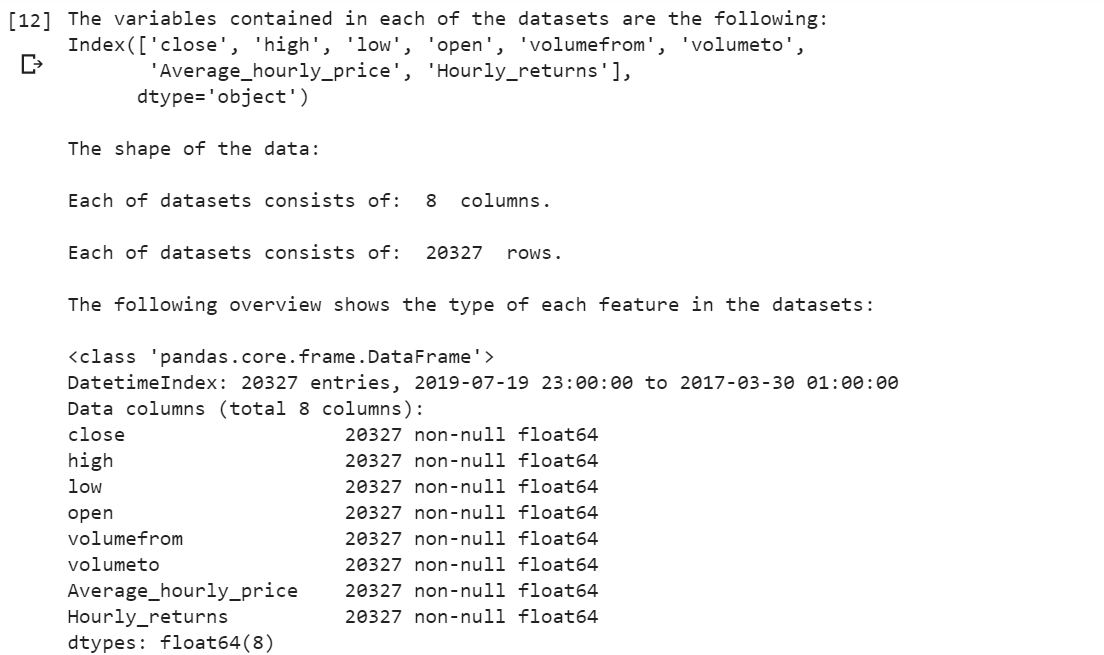 [12] The variables contained in each of the datasets are the following:
Index(['close', 'high', 'low', 'open', 'volumefrom', 'volumeto',
'Average_hourly_price', 'Hourly_returns'],
dtype='object')
The shape of the data:
Each of datasets consists of:  8  columns.
Each of datasets consists of:  20327  rows.
The following overview shows the type of each feature in the datasets:
<class 'pandas.core.frame.DataFrame'>
DatetimeIndex: 20327 entries, 2019-07-19 23:00:00 to 2017-03-30 01:00:00
Data columns (total 8 columns):
close                   20327 non-null float64
high                    20327 non-null float64
low                     20327 non-null float64
open                    20327 non-null float64
volumefrom              20327 non-null float64
volumeto                20327 non-null float64
Average_hourly_price    20327 non-null float64
Hourly_returns          20327 non-null float64
dtypes: float64(8)